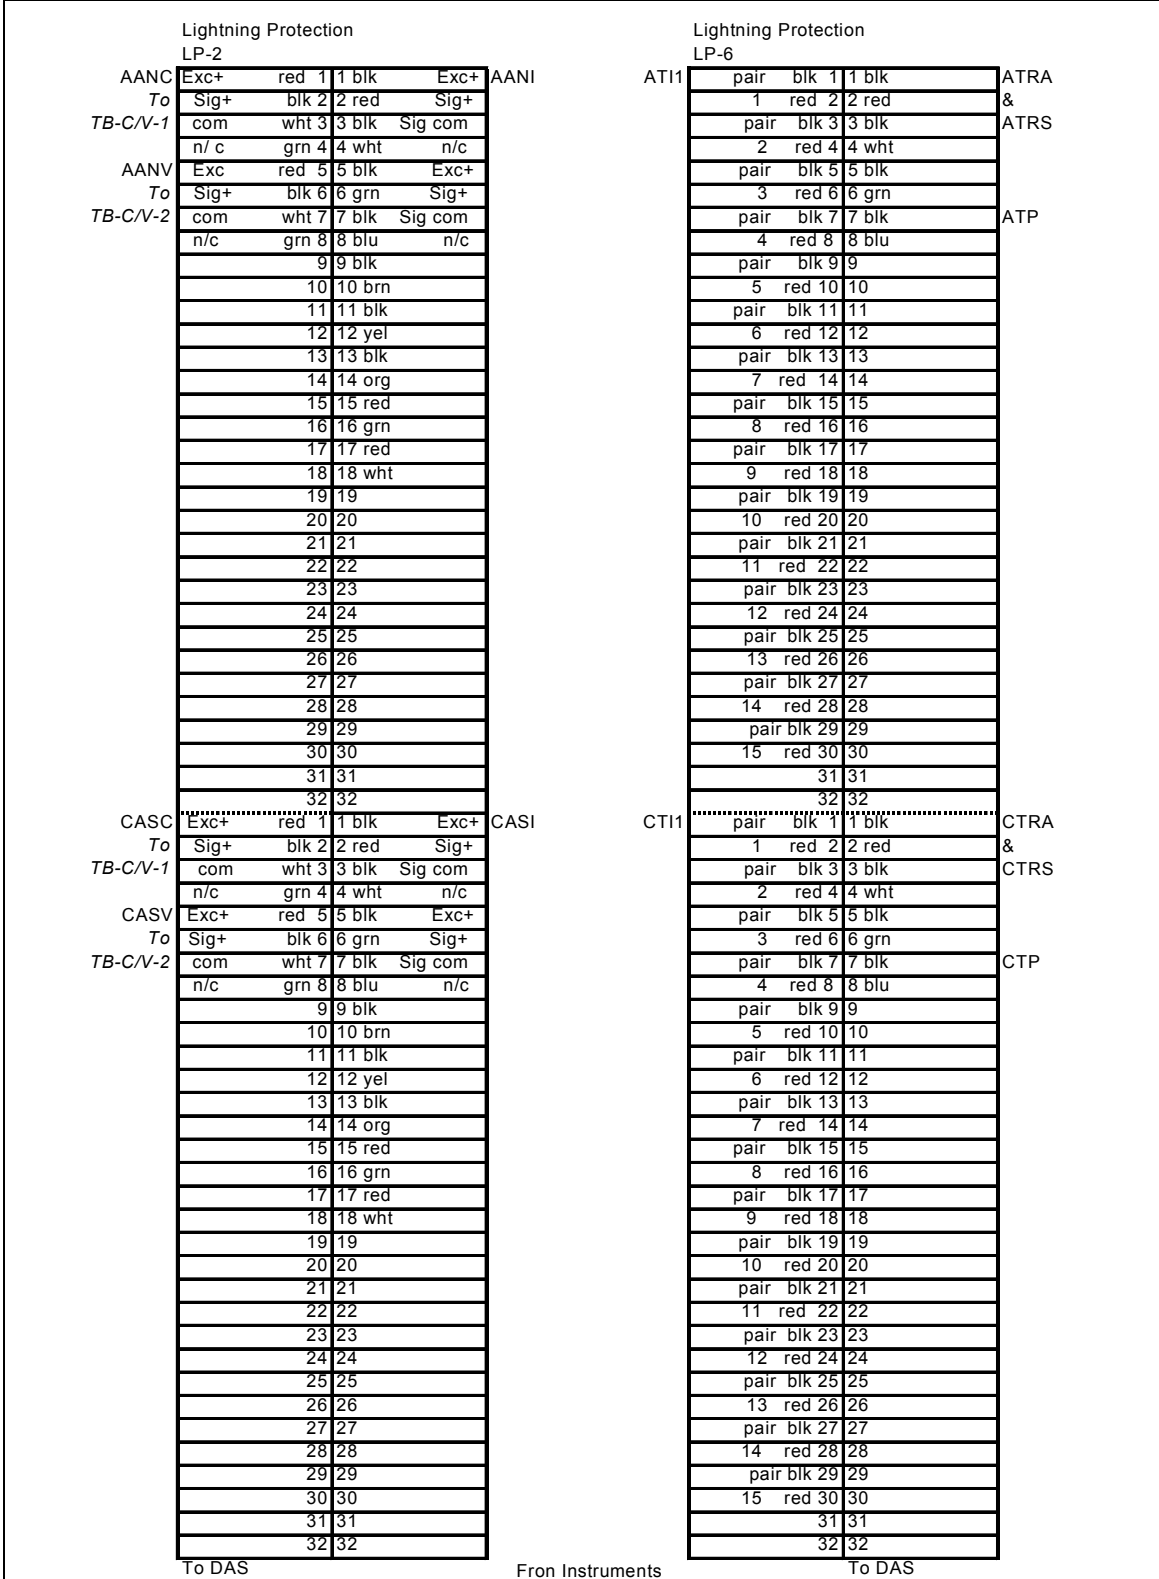 Lightning Protection Lightning Protection
LP-2 LP-6
AANC Exc+ red 1 1 blk Exc+ AANI ATI1 pair blk 1 1 blk ATRA
To Sig+ blk 2 2 red Sig+ 1 red 2 2 red &
TB-C/V-1 com wht 3 3 blk Sig com pair blk 3 3 blk ATRS
n/ c grn 4 4 wht n/c 2 red 4 4 wht
AANV Exc red 5 5 blk Exc+ pair blk 5 5 blk
To Sig+ blk 6 6 grn Sig+ 3 red 6 6 grn
TB-C/V-2 com wht 7 7 blk Sig com pair blk 7 7 blk ATP
n/c grn 8 8 blu n/c 4 red 8 8 blu
9 9 blk pair blk 9 9
10 10 brn 5 red 10 10
11 11 blk pair blk 11 11
12 12 yel 6 red 12 12
13 13 blk pair blk 13 13
14 14 org 7 red 14 14
15 15 red pair blk 15 15
16 16 grn 8 red 16 16
17 17 red pair blk 17 17
18 18 wht 9 red 18 18
19 19 pair blk 19 19
20 20 10 red 20 20
21 21 pair blk 21 21
22 22 11 red 22 22
23 23 pair blk 23 23
24 24 12 red 24 24
25 25 pair blk 25 25
26 26 13 red 26 26
27 27 pair blk 27 27
28 28 14 red 28 28
29 29 pair blk 29 29
30 30 15 red 30 30
31 31 31 31
32 32 32 32
CASC Exc+ red 1 1 blk Exc+ CASI CTI1 pair blk 1 1 blk CTRA
To Sig+ blk 2 2 red Sig+ 1 red 2 2 red &
TB-C/V-1 com wht 3 3 blk Sig com pair blk 3 3 blk CTRS
n/c grn 4 4 wht n/c 2 red 4 4 wht
CASV Exc+ red 5 5 blk Exc+ pair blk 5 5 blk
To Sig+ blk 6 6 grn Sig+ 3 red 6 6 grn
TB-C/V-2 com wht 7 7 blk Sig com pair blk 7 7 blk CTP
n/c grn 8 8 blu n/c 4 red 8 8 blu
9 9 blk pair blk 9 9
10 10 brn 5 red 10 10
11 11 blk pair blk 11 11
12 12 yel 6 red 12 12
13 13 blk pair blk 13 13
14 14 org 7 red 14 14
15 15 red pair blk 15 15
16 16 grn 8 red 16 16
17 17 red pair blk 17 17
18 18 wht 9 red 18 18
19 19 pair blk 19 19
20 20 10 red 20 20
21 21 pair blk 21 21
22 22 11 red 22 22
23 23 pair blk 23 23
24 24 12 red 24 24
25 25 pair blk 25 25
26 26 13 red 26 26
27 27 pair blk 27 27
28 28 14 red 28 28
29 29 pair blk 29 29
30 30 15 red 30 30
31 31 31 31
32 32 32 32
To DAS Fron Instruments To DAS